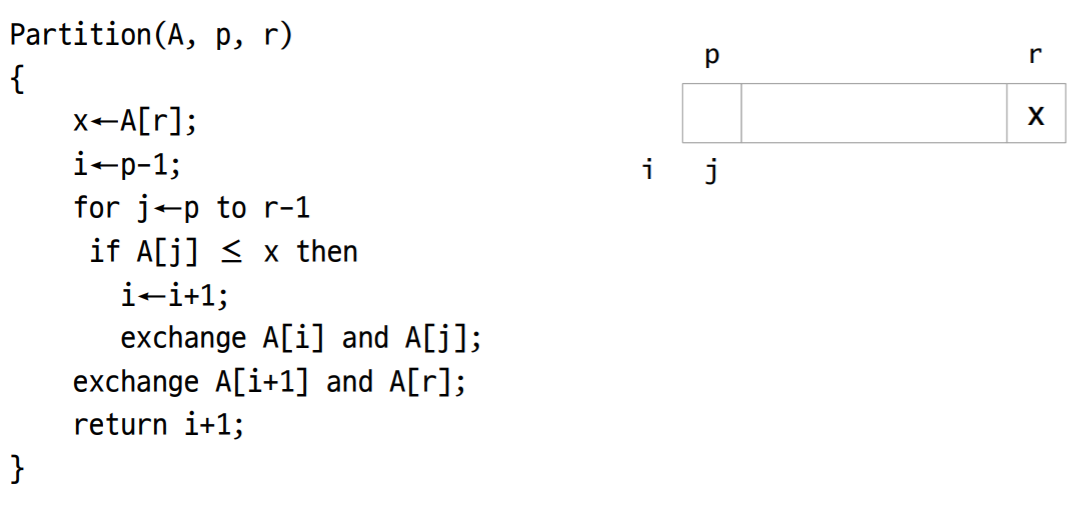 Partition(A, p, r)
{
x←A[r];
i←p-1;
for j←p to r-1
if A[j] ≤ x then
i←i+1;
exchange A[i] and A[j];
exchange A[i+1] and A[r];
return i+1;
}
p r
x
i j